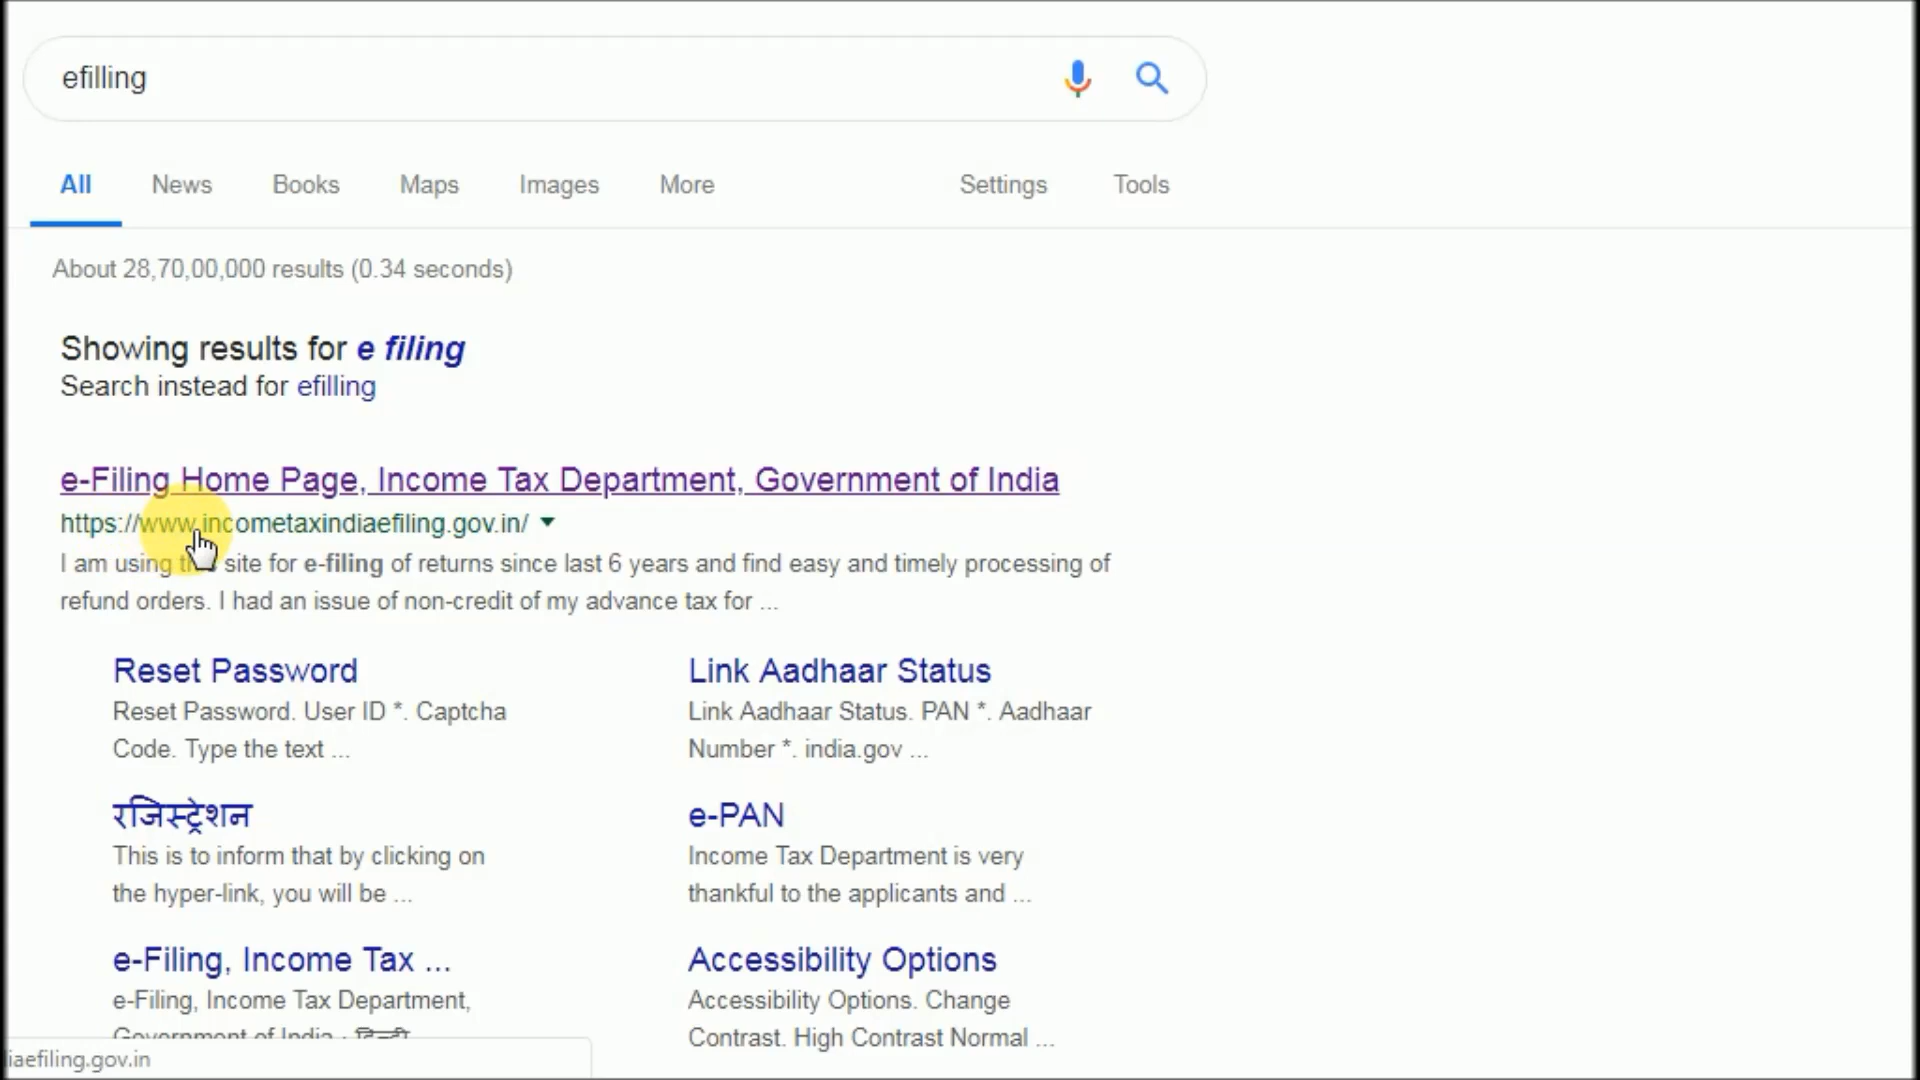 efilling
All News Books Maps Images More Settings Tools
About 28,70,00,000 results (0.34 seconds)
Showing results for e filing
Search instead for efilling
e-Filing Home Page, Income Tax Department, Government of India
https://www.incometaxindiaefiling.gov.in/
I am using this site for e-filing of returns since last 6 years and find easy and timely processing of
refund orders. I had an issue of non-credit of my advance tax for ...
Reset Password
Reset Password. User ID *. Captcha
Code. Type the text ...
Link Aadhaar Status
Link Aadhaar Status. PAN *. Aadhaar
Number *. india.gov ...
रजिस्ट्रेशन
This is to inform that by clicking on
the hyper-link, you will be ...
e-PAN
Income Tax Department is very
thankful to the applicants and ...
e-Filing, Income Tax ...
e-Filing, Income Tax Department,
Government of India · हिन्दी
Accessibility Options
Accessibility Options. Change
Contrast. High Contrast Normal ...
iaefiling.gov.in